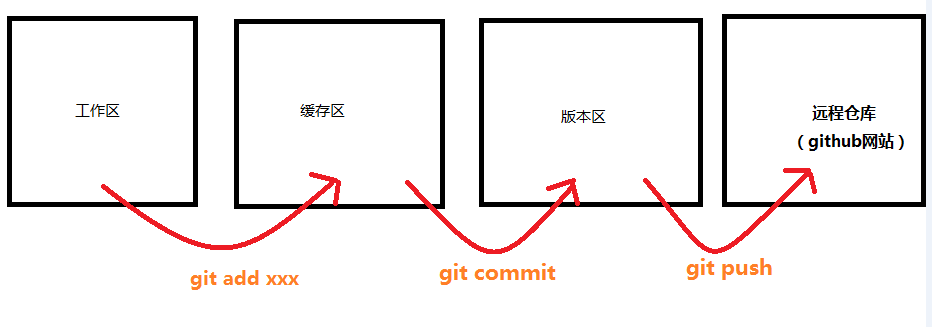 工作区
缓存区
版本区
远程仓库
（github网站）
git add xxx
git commit
git push